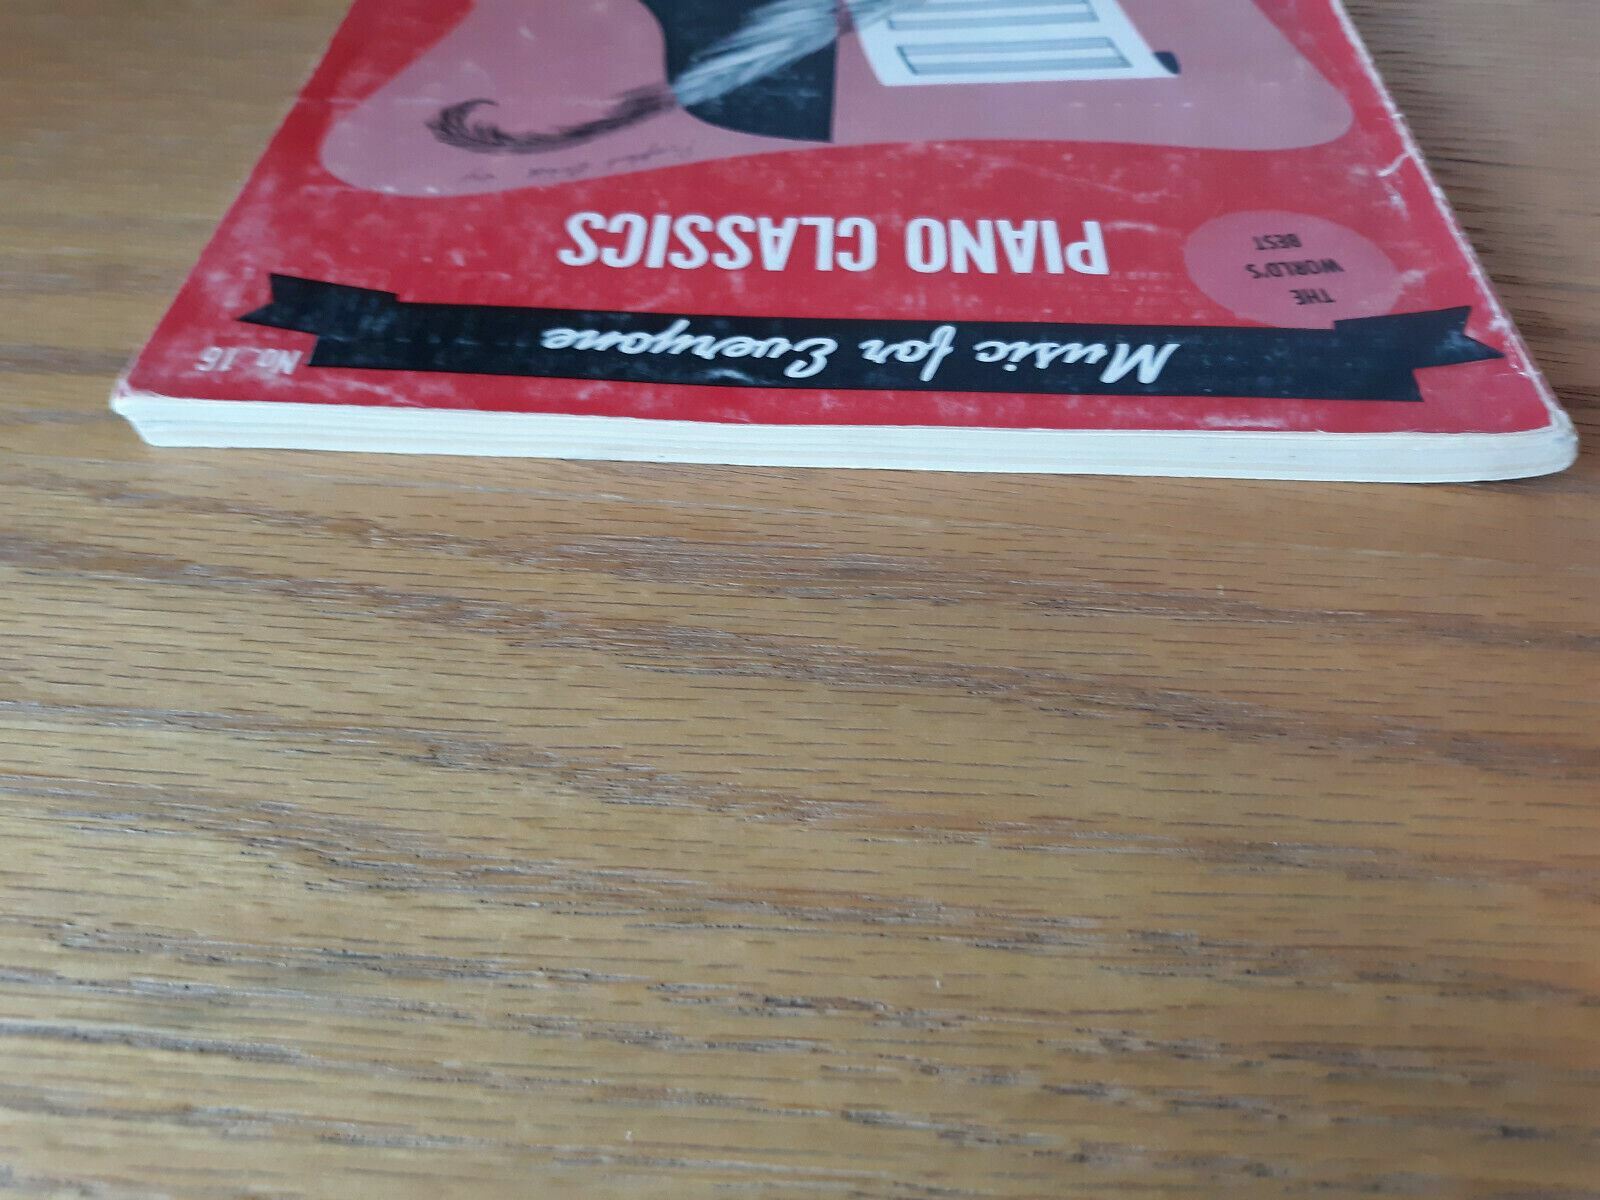 Music for Everyone
No. 16
THE
WORLD'S
BEST
PIANO CLASSICS